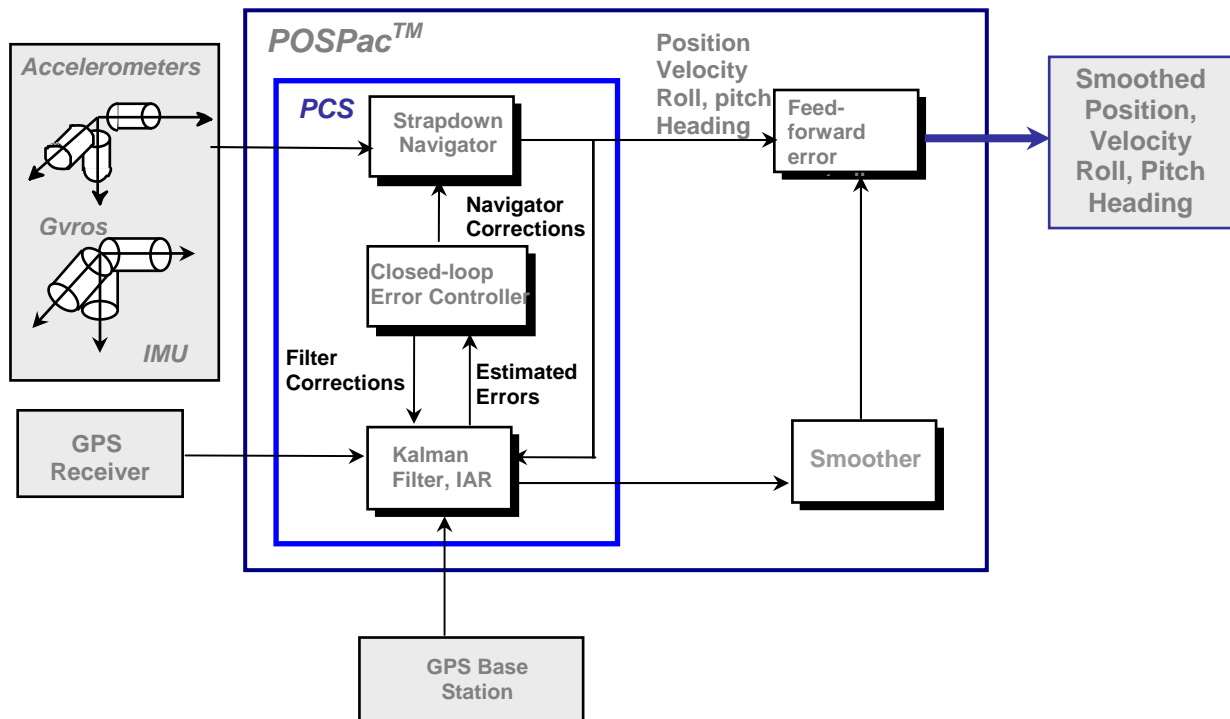 POSPac™
Accelerometers
Gvros
IMU
PCS
Strapdown
Navigator
Position
Velocity
Roll, pitch
Heading
Feed-
forward
error
Smoothed
Position,
Velocity
Roll, Pitch
Heading
Navigator
Corrections
Closed-loop
Error Controller
Filter
Corrections
Estimated
Errors
GPS
Receiver
Kalman
Filter, IAR
Smoother
GPS Base
Station